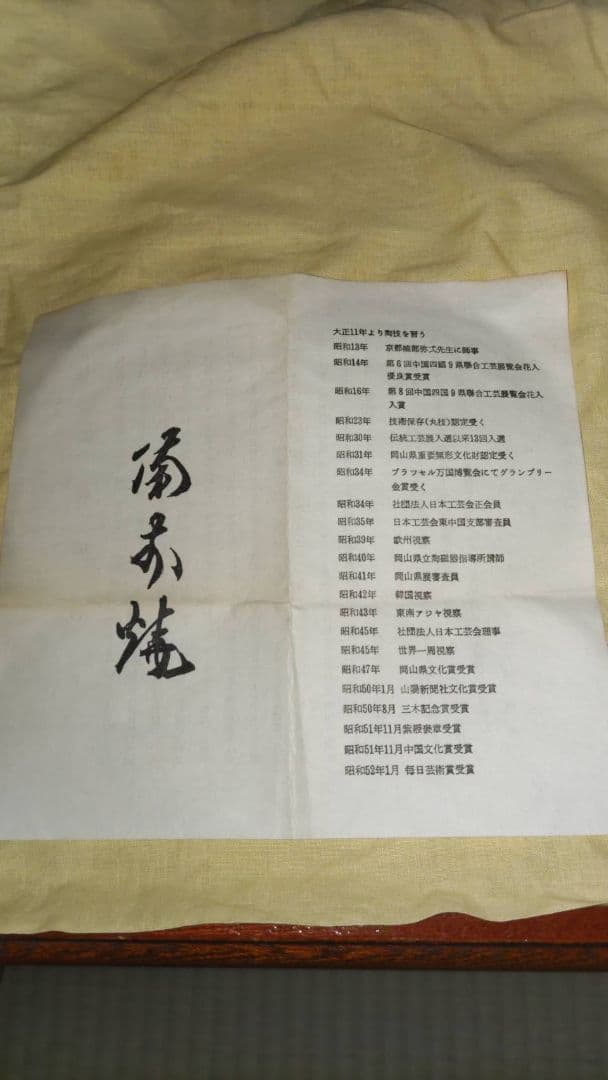 備前焼
大正11年より陶技を習う
昭和13年 京都楠部弥弌先生に師事
昭和14年 第6回中国四国9県聯合工芸展覧会花入
優良賞受賞
昭和16年 第8回中国四国9県聯合工芸展覧会花入
入賞
昭和23年 技術保存(丸技)認定受く
昭和30年 伝統工芸展入選以来13回入選
昭和31年 岡山県重要無形文化財認定受く
昭和34年 ブラッセル万国博覧会にてグランプリー
金賞受く
昭和34年 社団法人日本工芸会正会員
昭和35年 日本工芸会東中国支部審査員
昭和39年 欧州視察
昭和40年 岡山県立陶磁器指導所講師
昭和41年 岡山県展審査員
昭和42年 韓国視察
昭和43年 東南アジヤ視察
昭和45年 社団法人日本工芸会理事
昭和45年 世界一周視察
昭和47年 岡山県文化賞受賞
昭和50年1月 山陽新聞社文化賞受賞
昭和50年8月 三木記念賞受賞
昭和51年11月紫綬褒章受賞
昭和51年11月中国文化賞受賞
昭和52年1月 毎日芸術賞受賞